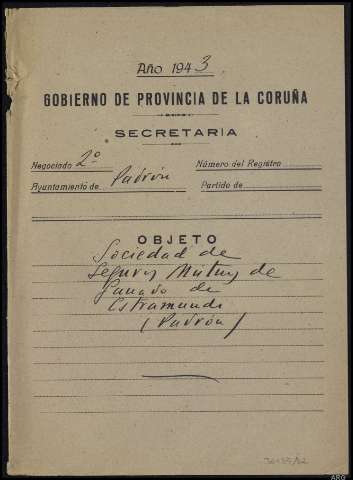 Año 1943
GOBIERNO DE PROVINCIA DE LA CORUÑA
SECRETARIA
Negociado 2º Número del Registro
Ayuntamiento de Padrón Partido de
OBJETO
Sociedad de
Seguros Mutuos de
Ganado de
Extramundi
(Padrón)
ARG